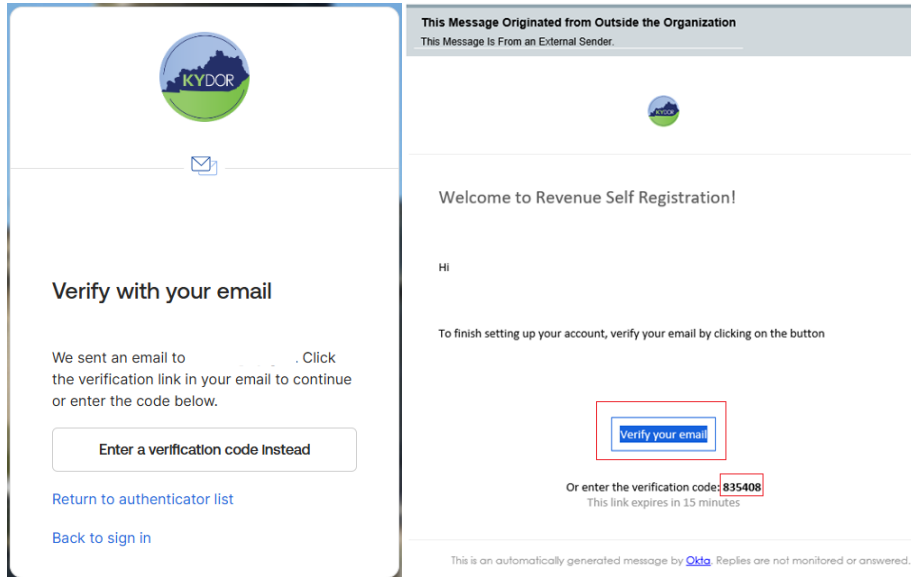 KYDOR
Verify with your email
We sent an email to . Click
the verification link in your email to continue
or enter the code below.
Enter a verification code instead
Return to authenticator list
Back to sign in
This Message Originated from Outside the Organization
This Message Is From an External Sender.
KYDOR
Welcome to Revenue Self Registration!
Hi
To finish setting up your account, verify your email by clicking on the button
Verify your email
Or enter the verification code: 835408
This link expires in 15 minutes
This is an automatically generated message by Okta. Replies are not monitored or answered.